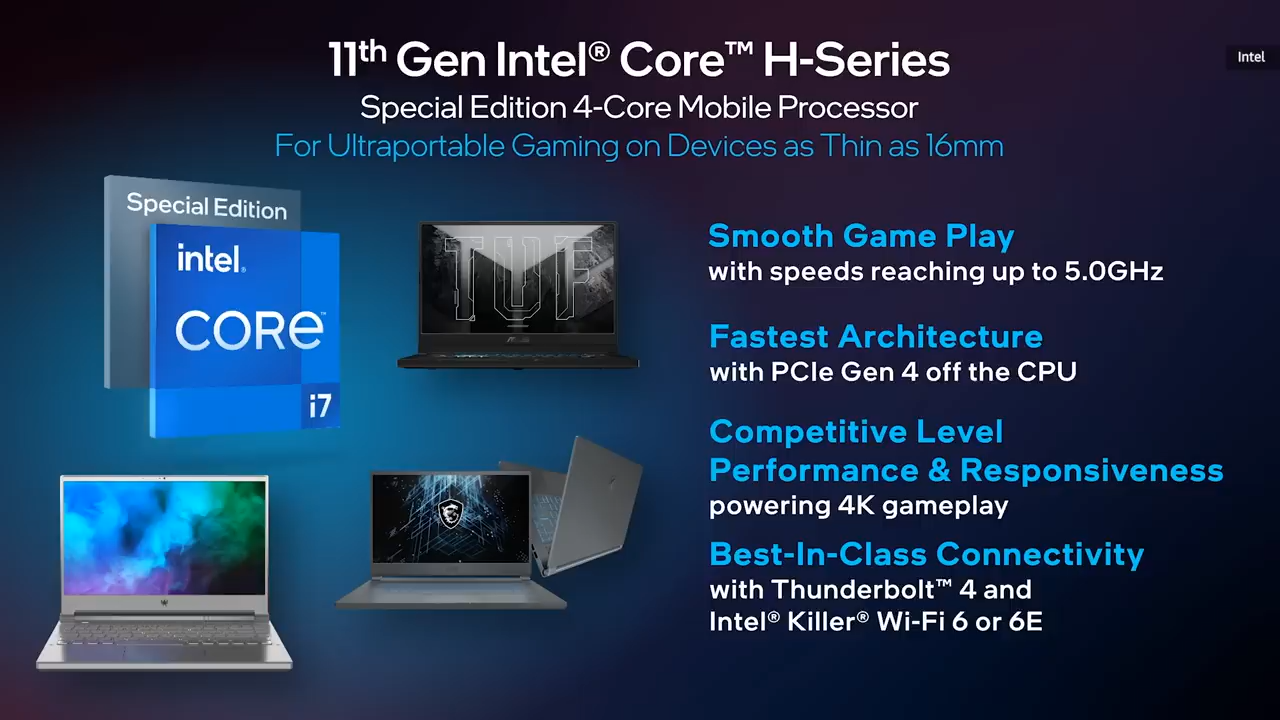 11th Gen Intel® Core™ H-Series
Intel
Special Edition 4-Core Mobile Processor
For Ultraportable Gaming on Devices as Thin as 16mm
Special Edition
intel®
CORE™
i7
TUF
ASUS
Smooth Game Play
with speeds reaching up to 5.0GHz
Fastest Architecture
with PCIe Gen 4 off the CPU
Competitive Level
Performance & Responsiveness
powering 4K gameplay
Best-In-Class Connectivity
with Thunderbolt™ 4 and
Intel® Killer® Wi-Fi 6 or 6E